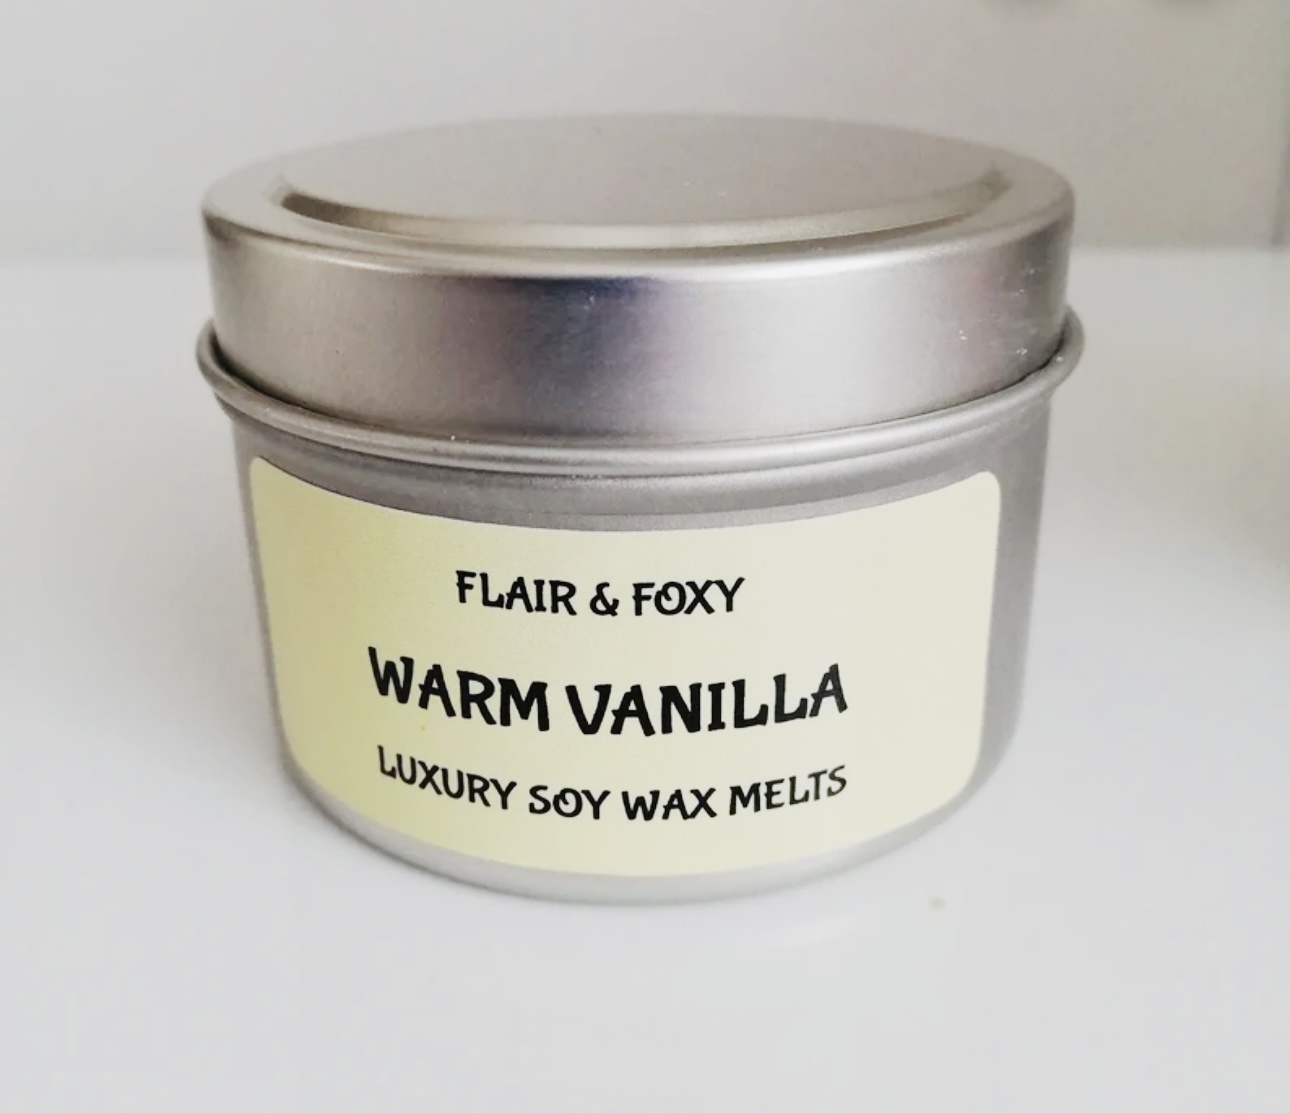 FLAIR & FOXY
WARM VANILLA
LUXURY SOY WAX MELTS